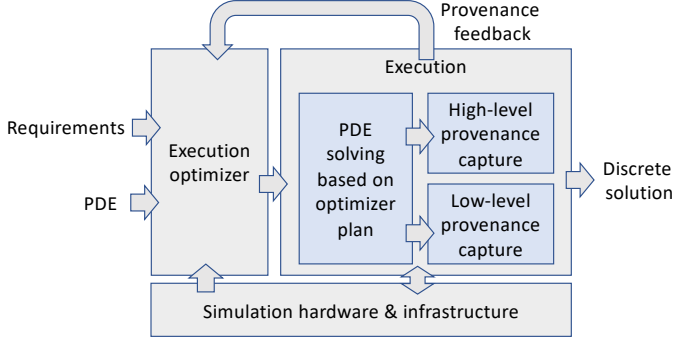 Provenance
feedback
Execution
Requirements
PDE
Execution
optimizer
PDE
solving
based on
optimizer
plan
High-level
provenance
capture
Low-level
provenance
capture
Discrete
solution
Simulation hardware & infrastructure